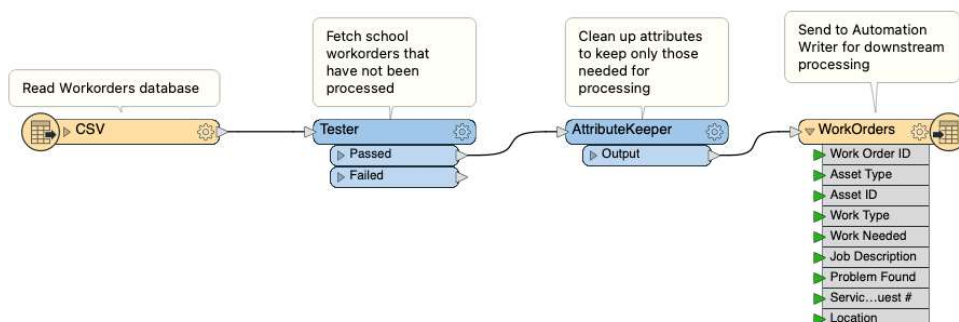 Read Workorders database
CSV
Fetch school
workorders that
have not been
processed
Tester
Passed
Failed
Clean up attributes
to keep only those
needed for
processing
AttributeKeeper
Output
Send to Automation
Writer for downstream
processing
WorkOrders
Work Order ID
Asset Type
Asset ID
Work Type
Work Needed
Job Description
Problem Found
Servic...uest #
Location